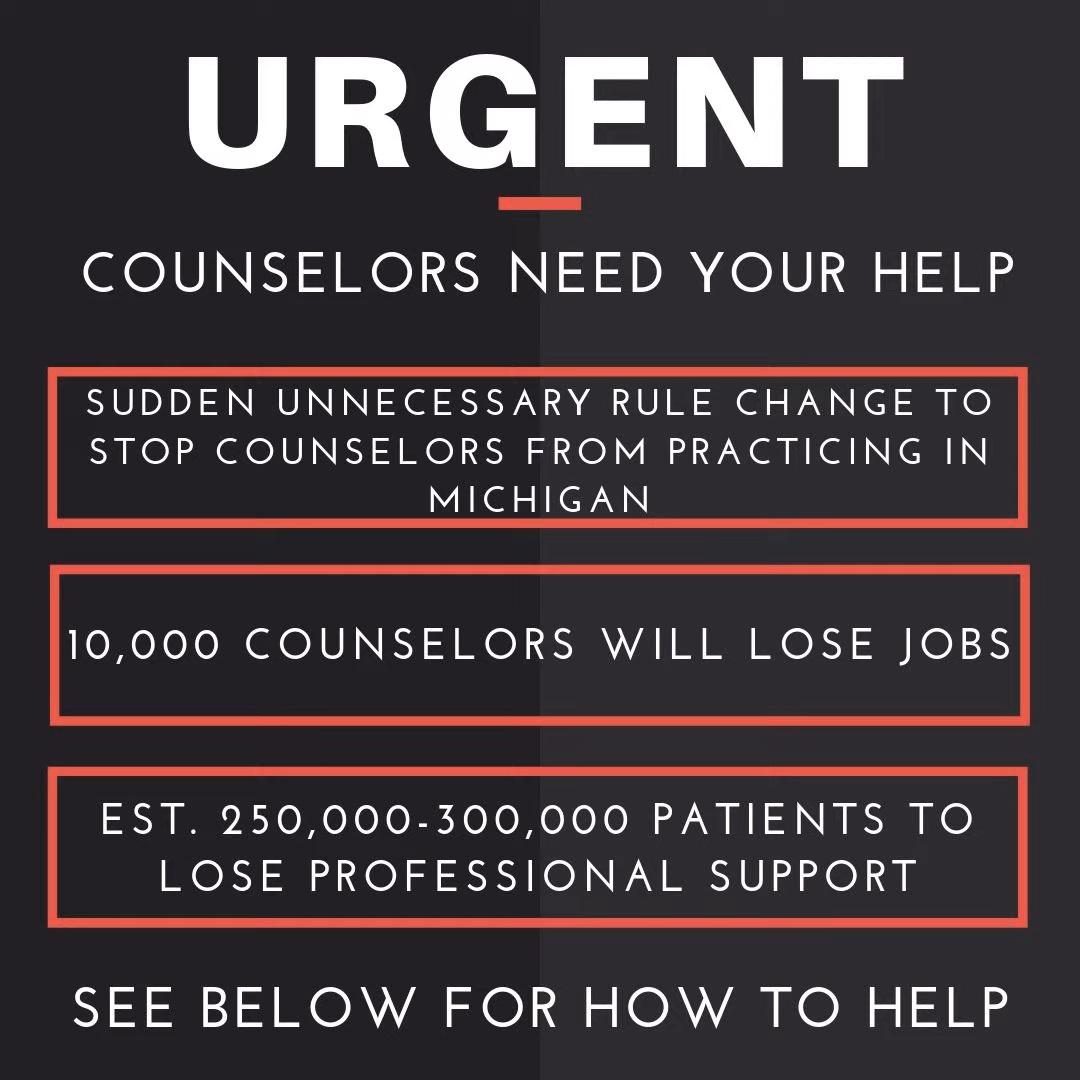 URGENT
COUNSELORS NEED YOUR HELP
SUDDEN UNNECESSARY RULE CHANGE TO
STOP COUNSELORS FROM PRACTICING IN
MICHIGAN
10,000 COUNSELORS WILL LOSE JOBS
EST. 250,000-300,000 PATIENTS TO
LOSE PROFESSIONAL SUPPORT
SEE BELOW FOR HOW TO HELP